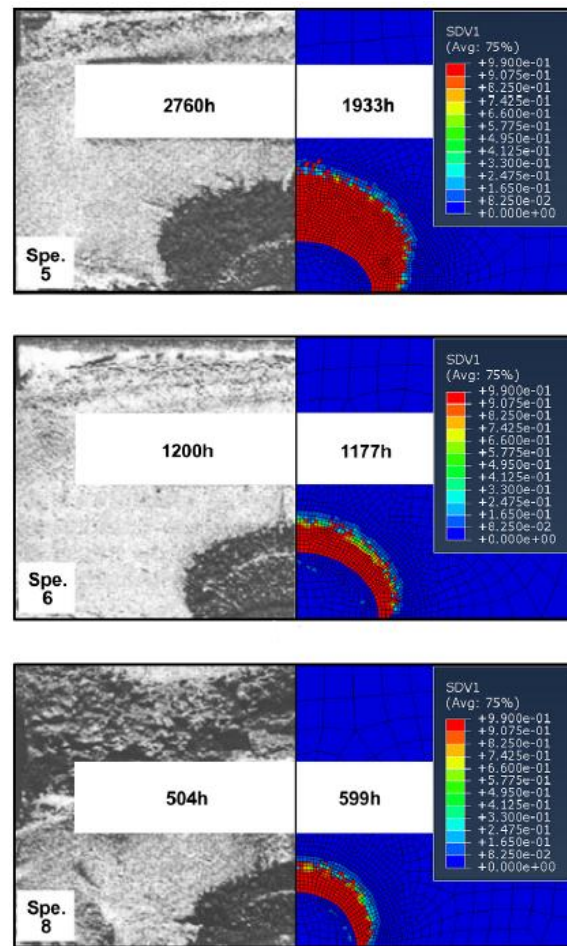 2760h
1933h
Spe.
5
SDV1
(Avg: 75%)
+9.900e-01
+9.075e-01
+8.250e-01
+7.425e-01
+6.600e-01
+5.775e-01
+4.950e-01
+4.125e-01
+3.300e-01
+2.475e-01
+1.650e-01
+8.250e-02
+0.000e+00
1200h
1177h
Spe.
6
SDV1
(Avg: 75%)
+9.900e-01
+9.075e-01
+8.250e-01
+7.425e-01
+6.600e-01
+5.775e-01
+4.950e-01
+4.125e-01
+3.300e-01
+2.475e-01
+1.650e-01
+8.250e-02
+0.000e+00
504h
599h
Spe.
8
SDV1
(Avg: 75%)
+9.900e-01
+9.075e-01
+8.250e-01
+7.425e-01
+6.600e-01
+5.775e-01
+4.950e-01
+4.125e-01
+3.300e-01
+2.475e-01
+1.650e-01
+8.250e-02
+0.000e+00